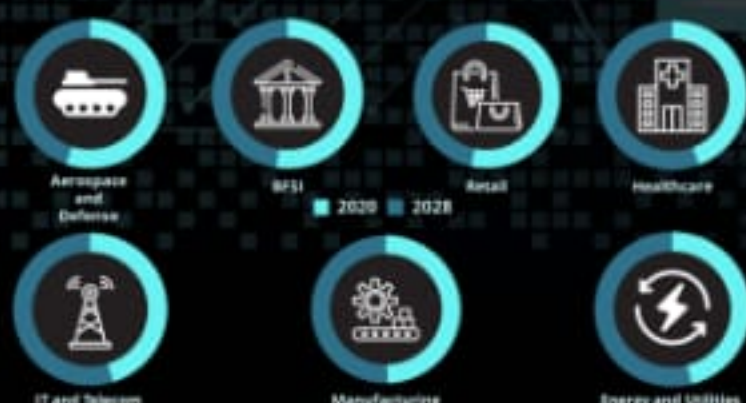 Aerospace
and
Defense
BFSI
Retail
Healthcare
2020 2028
IT and Telecom
Manufacturing
Energy and Utilities